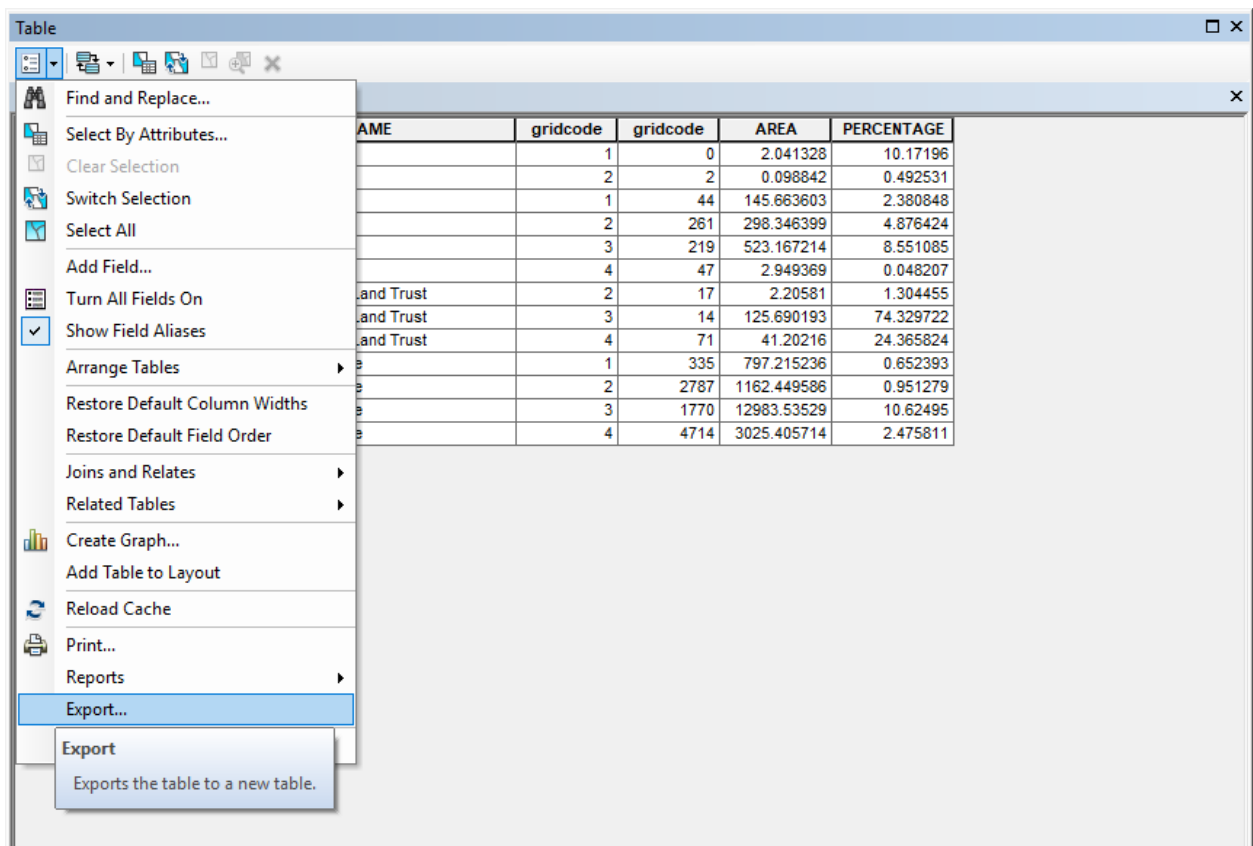 Table
Find and Replace...
Select By Attributes...
Clear Selection
Switch Selection
Select All
Add Field...
Turn All Fields On
Show Field Aliases
Arrange Tables
Restore Default Column Widths
Restore Default Field Order
Joins and Relates
Related Tables
Create Graph...
Add Table to Layout
Reload Cache
Print...
Reports
Export...
Export
Exports the table to a new table.
AME gridcode gridcode AREA PERCENTAGE
1 0 2.041328 10.17196
2 2 0.098842 0.492531
1 44 145.663603 2.380848
2 261 298.346399 4.876424
3 219 523.167214 8.551085
4 47 2.949369 0.048207
Land Trust 2 17 2.20581 1.304455
Land Trust 3 14 125.690193 74.329722
Land Trust 4 71 41.20216 24.365824
e 1 335 797.215236 0.652393
e 2 2787 1162.449586 0.951279
e 3 1770 12983.53529 10.62495
e 4 4714 3025.405714 2.475811